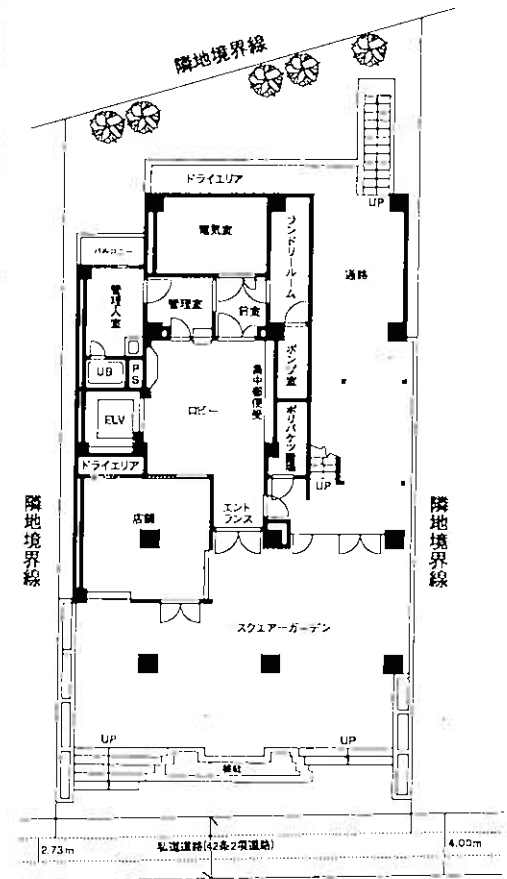 隣地境界線
ドライエリア
UP
電気室
ランドリールーム
通路
バルコニー
管理人室
管理室
前室
UB
PS
ポンプ室
集中郵便受
ELV
ロビー
ポリバケツ置場
ドライエリア
UP
隣地境界線
店舗
エント
ランス
隣地境界線
スクエアーガーデン
UP
UP
植栽
2.73m
私道道路(42条2項道路)
4.00m